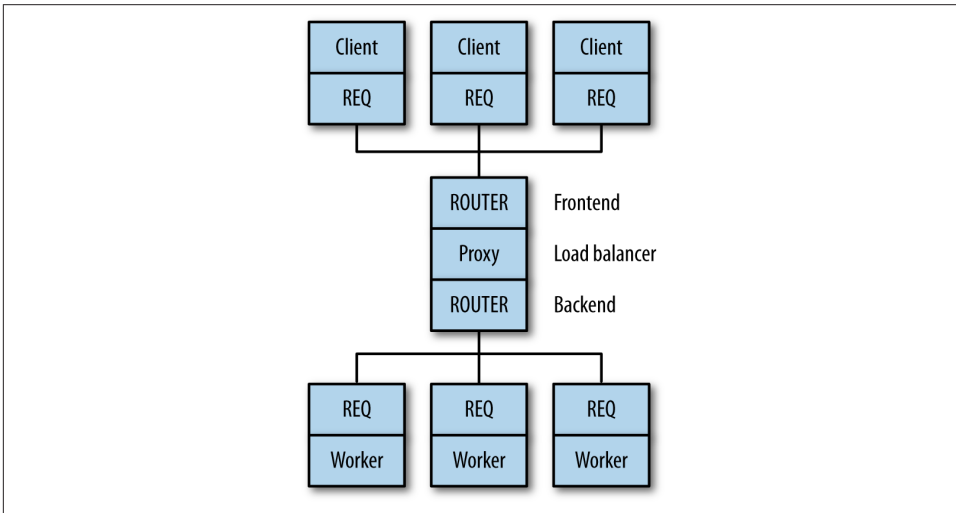 Client Client Client
REQ REQ REQ
ROUTER Frontend
Proxy Load balancer
ROUTER Backend
REQ REQ REQ
Worker Worker Worker